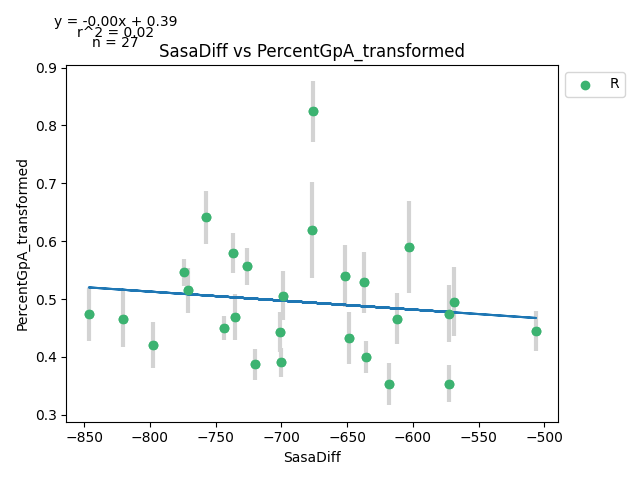 y = -0.00x + 0.39
r^2 = 0.02
n = 27
SasaDiff vs PercentGpA_transformed
R
PercentGpA_transformed
0.9
0.8
0.7
0.6
0.5
0.4
0.3
−850 −800 −750 −700 −650 −600 −550 −500
SasaDiff